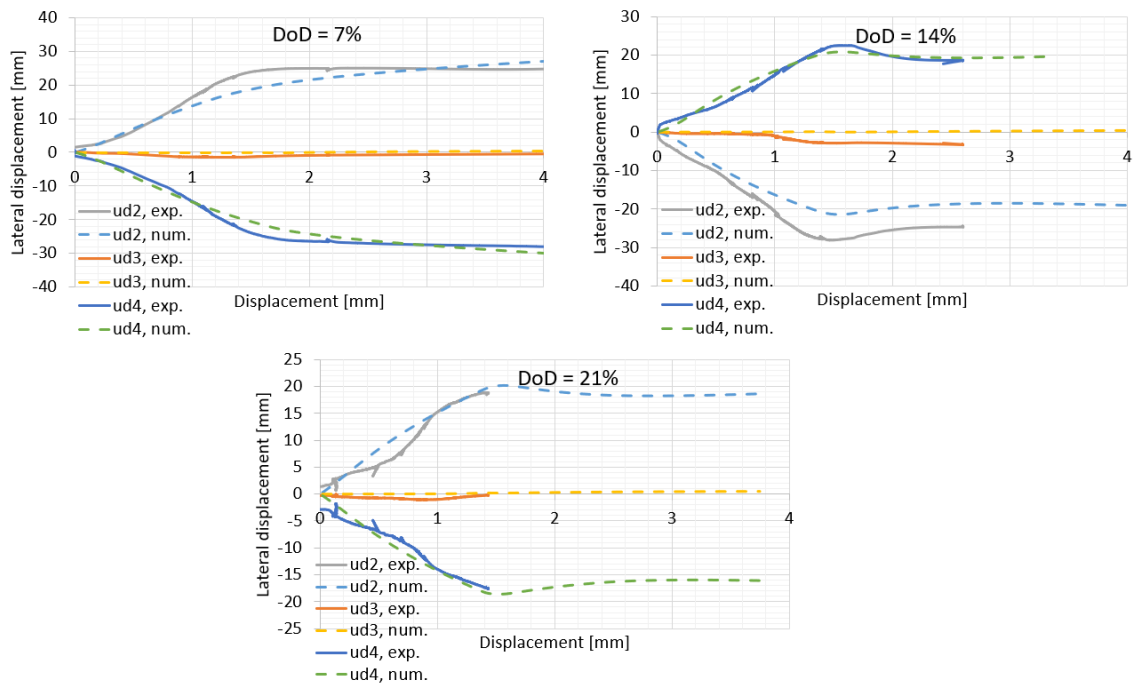 DoD = 7%
Lateral displacement [mm]
40
30
20
10
0
-10
-20
-30
-40
0
1
2
3
4
Displacement [mm]
ud2, exp.
ud2, num.
ud3, exp.
ud3, num.
ud4, exp.
ud4, num.
DoD = 14%
Lateral displacement [mm]
30
20
10
0
-10
-20
-30
-40
0
1
2
3
4
Displacement [mm]
ud2, exp.
ud2, num.
ud3, exp.
ud3, num.
ud4, exp.
ud4, num.
DoD = 21%
Lateral displacement [mm]
25
20
15
10
5
0
-5
-10
-15
-20
-25
0
1
2
3
4
Displacement [mm]
ud2, exp.
ud2, num.
ud3, exp.
ud3, num.
ud4, exp.
ud4, num.